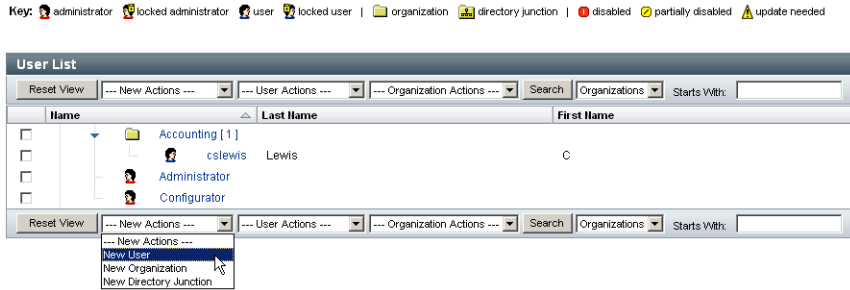 Key: administrator locked administrator user locked user | organization directory junction | disabled partially disabled update needed
User List
Reset View --- New Actions --- --- User Actions --- --- Organization Actions --- Search Organizations Starts With:
Name Last Name First Name
Accounting [1]
cslewis Lewis C
Administrator
Configurator
Reset View --- New Actions --- --- User Actions --- --- Organization Actions --- Search Organizations Starts With:
--- New Actions ---
New User
New Organization
New Directory Junction